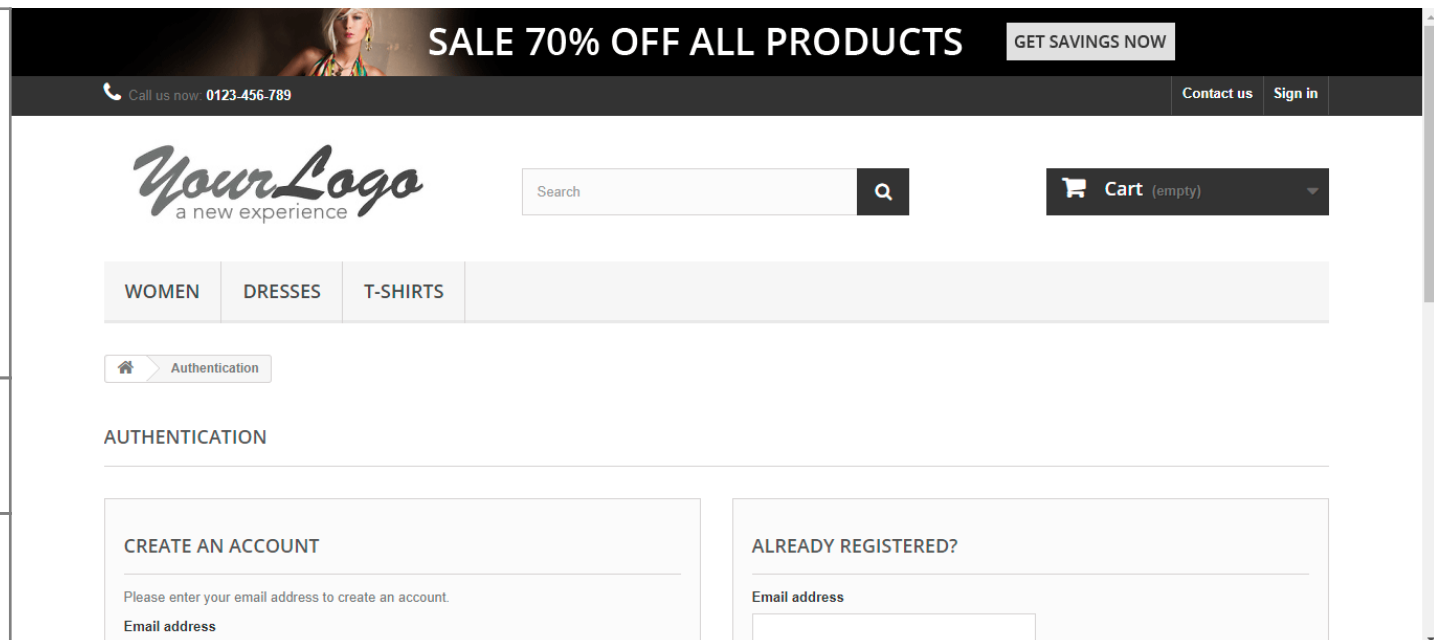 SALE 70% OFF ALL PRODUCTS GET SAVINGS NOW
Call us now: 0123-456-789 Contact us Sign in
YourLogo
a new experience
Search
Cart (empty)
WOMEN DRESSES T-SHIRTS
Authentication
AUTHENTICATION
CREATE AN ACCOUNT
Please enter your email address to create an account.
Email address
ALREADY REGISTERED?
Email address